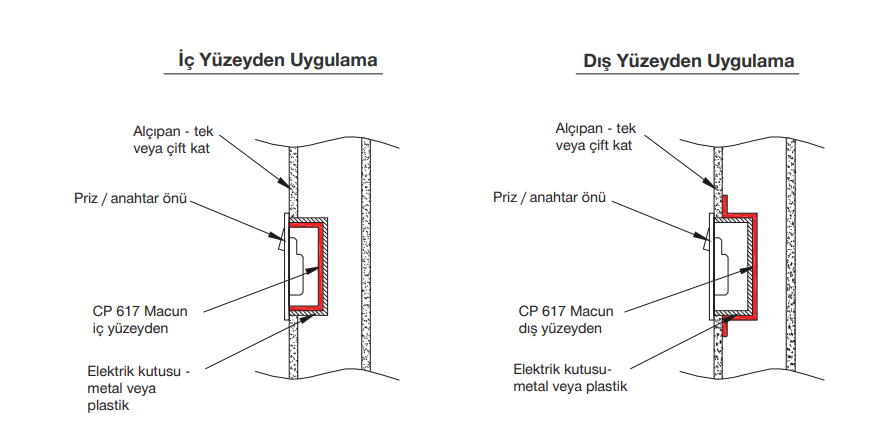 İç Yüzeyden Uygulama
Alçıpan - tek
veya çift kat
Priz / anahtar önü
CP 617 Macun
iç yüzeyden
Elektrik kutusu -
metal veya
plastik
Dış Yüzeyden Uygulama
Alçıpan - tek
veya çift kat
Priz / anahtar önü
CP 617 Macun
dış yüzeyden
Elektrik kutusu-
metal veya plastik